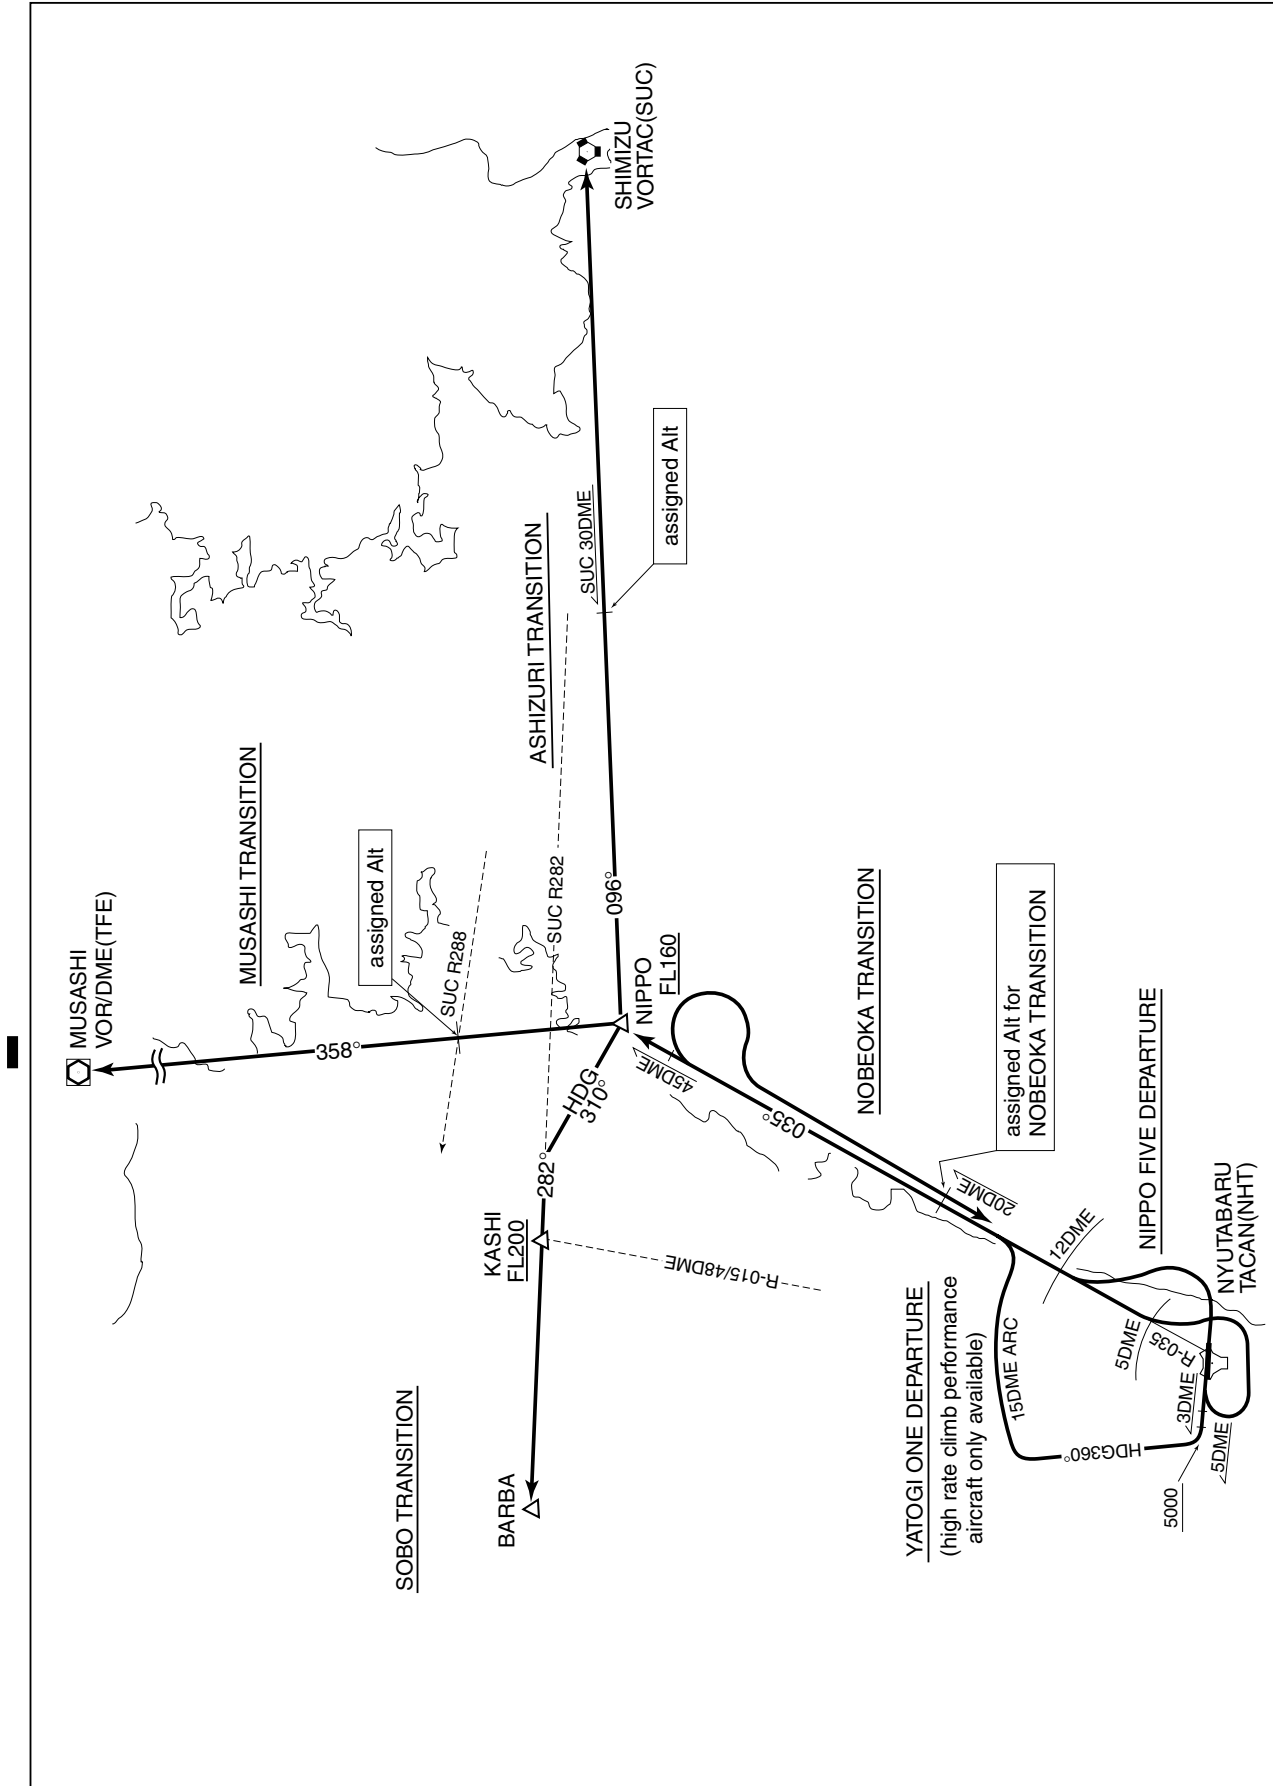 MUSASHI
VOR/DME(TFE)
SHIMIZU
VORTAC(SUC)
MUSASHI TRANSITION
assigned Alt
SUC R288
358°
ASHIZURI TRANSITION
SUC 30DME
assigned Alt
SUC R282
096°
NIPPO
FL160
HDG
310°
282°
KASHI
FL200
R-015/48DME
BARBA
SOBO TRANSITION
45DME
035°
NOBEOKA TRANSITION
assigned Alt for
NOBEOKA TRANSITION
20DME
12DME
NIPPO FIVE DEPARTURE
NYUTABARU
TACAN(NHT)
YATOGI ONE DEPARTURE
(high rate climb performance
aircraft only available)
15DME ARC
5DME
R-035
3DME
5DME
HDG360°
5000